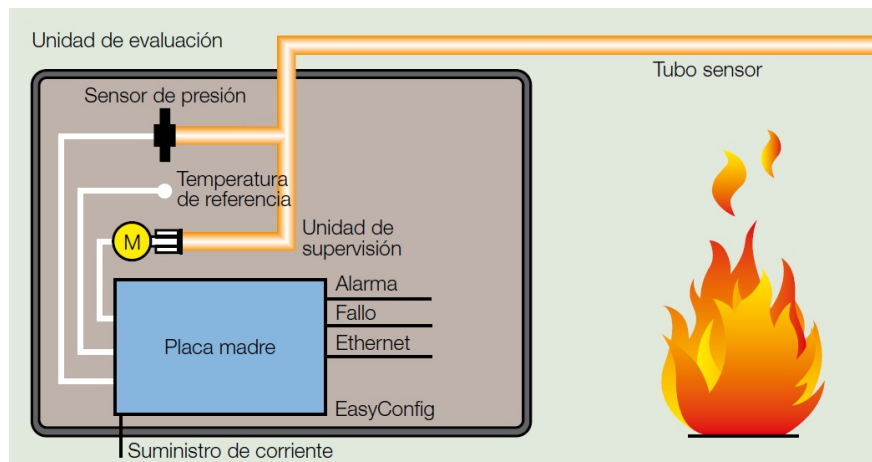 Unidad de evaluación
Tubo sensor
Sensor de presión
Temperatura
de referencia
M
Unidad de
supervisión
Placa madre
Alarma
Fallo
Ethernet
EasyConfig
Suministro de corriente